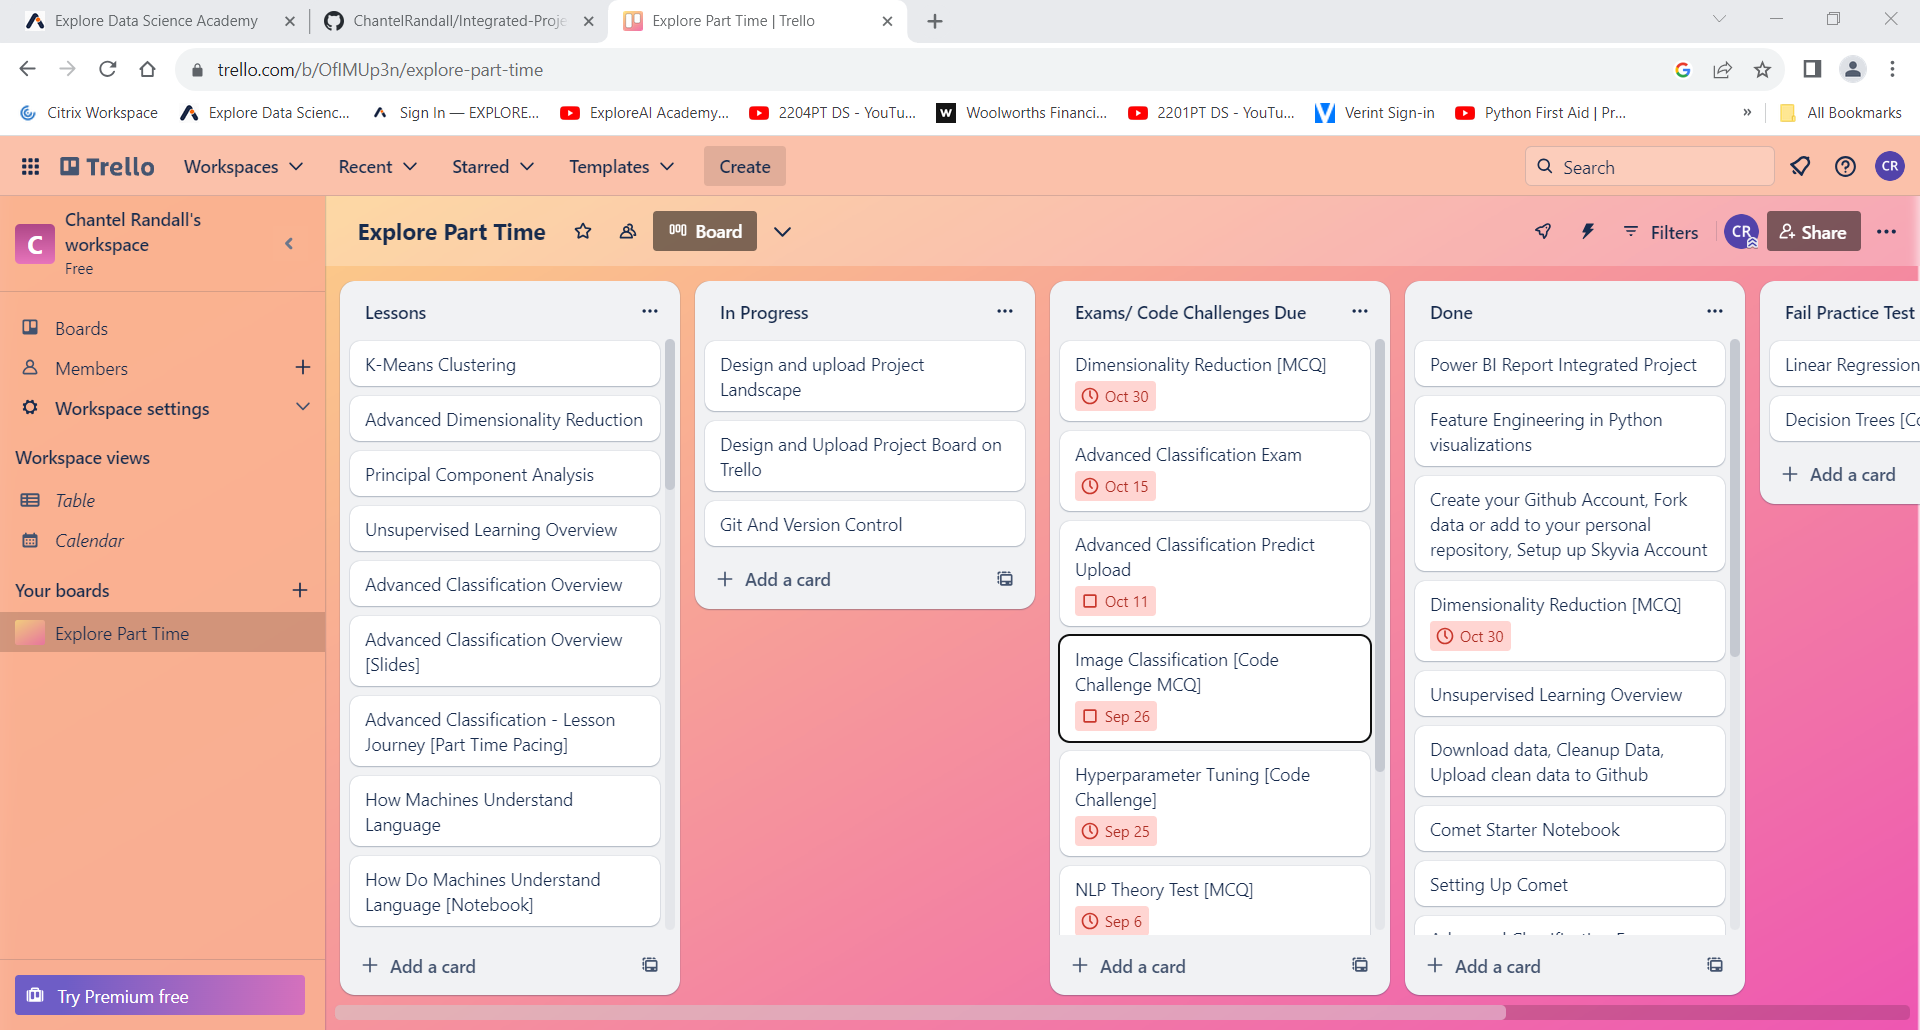 Explore Data Science Academy
ChantelRandall/Integrated-Proje
Explore Part Time | Trello
trello.com/b/OfIMUp3n/explore-part-time
Citrix Workspace
Explore Data Scienc...
Sign In — EXPLORE...
ExploreAI Academy...
2204PT DS - YouTu...
Woolworths Financi...
2201PT DS - YouTu...
Verint Sign-in
Python First Aid | Pr...
»
All Bookmarks
Trello
Workspaces
Recent
Starred
Templates
Create
Search
CR
C
Chantel Randall's
workspace
Free
Explore Part Time
Board
Filters
CR
Share
Boards
Members
Workspace settings
Workspace views
Table
Calendar
Your boards
Explore Part Time
Try Premium free
Lessons
K-Means Clustering
Advanced Dimensionality Reduction
Principal Component Analysis
Unsupervised Learning Overview
Advanced Classification Overview
Advanced Classification Overview
[Slides]
Advanced Classification - Lesson
Journey [Part Time Pacing]
How Machines Understand
Language
How Do Machines Understand
Language [Notebook]
Add a card
In Progress
Design and upload Project
Landscape
Design and Upload Project Board on
Trello
Git And Version Control
Add a card
Exams/ Code Challenges Due
Dimensionality Reduction [MCQ]
Oct 30
Advanced Classification Exam
Oct 15
Advanced Classification Predict
Upload
Oct 11
Image Classification [Code
Challenge MCQ]
Sep 26
Hyperparameter Tuning [Code
Challenge]
Sep 25
NLP Theory Test [MCQ]
Sep 6
Add a card
Done
Power BI Report Integrated Project
Feature Engineering in Python
visualizations
Create your Github Account, Fork
data or add to your personal
repository, Setup up Skyvia Account
Dimensionality Reduction [MCQ]
Oct 30
Unsupervised Learning Overview
Download data, Cleanup Data,
Upload clean data to Github
Comet Starter Notebook
Setting Up Comet
Add a card
Fail Practice Test
Linear Regression
Decision Trees [Co
Add a card